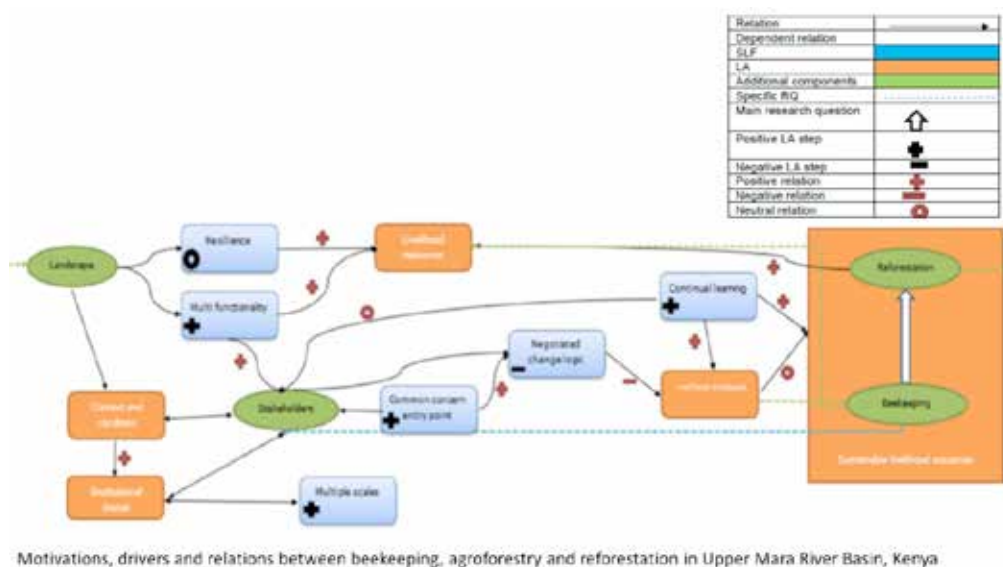 Relation
Dependent relation
SLF
LA
Additional components
Specific RQ
Main research question
Positive LA step
Negative LA step
Positive relation
Negative relation
Neutral relation
Landscape
Resilience
Multi functionality
Livelihood
resources
Continual learning
Reforestation
Negotiated
change logic
Stakeholders
Common concern
entry point
Beekeeping
Multiple scales
Sustainable livelihood outcomes
Motivations, drivers and relations between beekeeping, agroforestry and reforestation in Upper Mara River Basin, Kenya